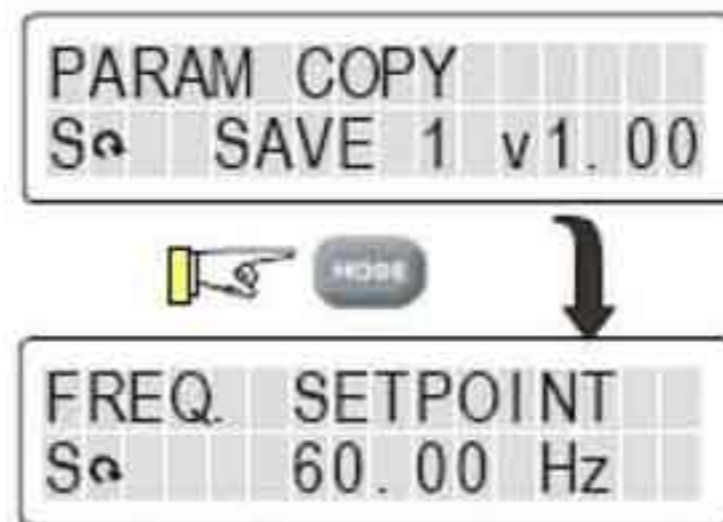 PARAM COPY
S SAVE 1 v1.00
MODE
FREQ. SETPOINT
S 60.00 Hz